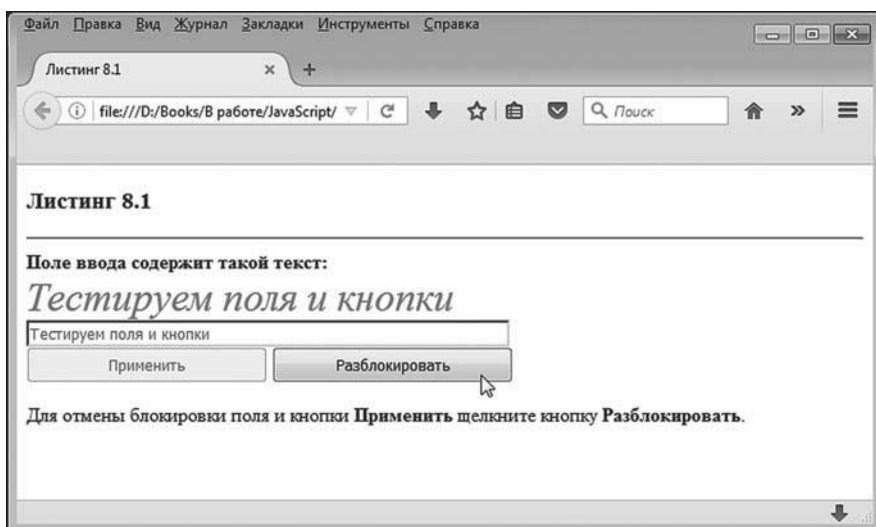 Файл Правка Вид Журнал Закладки Инструменты Справка
Листинг 8.1
file:///D:/Books/В работе/JavaScript/
Поиск
Листинг 8.1
Поле ввода содержит такой текст:
Тестируем поля и кнопки
Тестируем поля и кнопки
Применить Разблокировать
Для отмены блокировки поля и кнопки Применить щелкните кнопку Разблокировать.